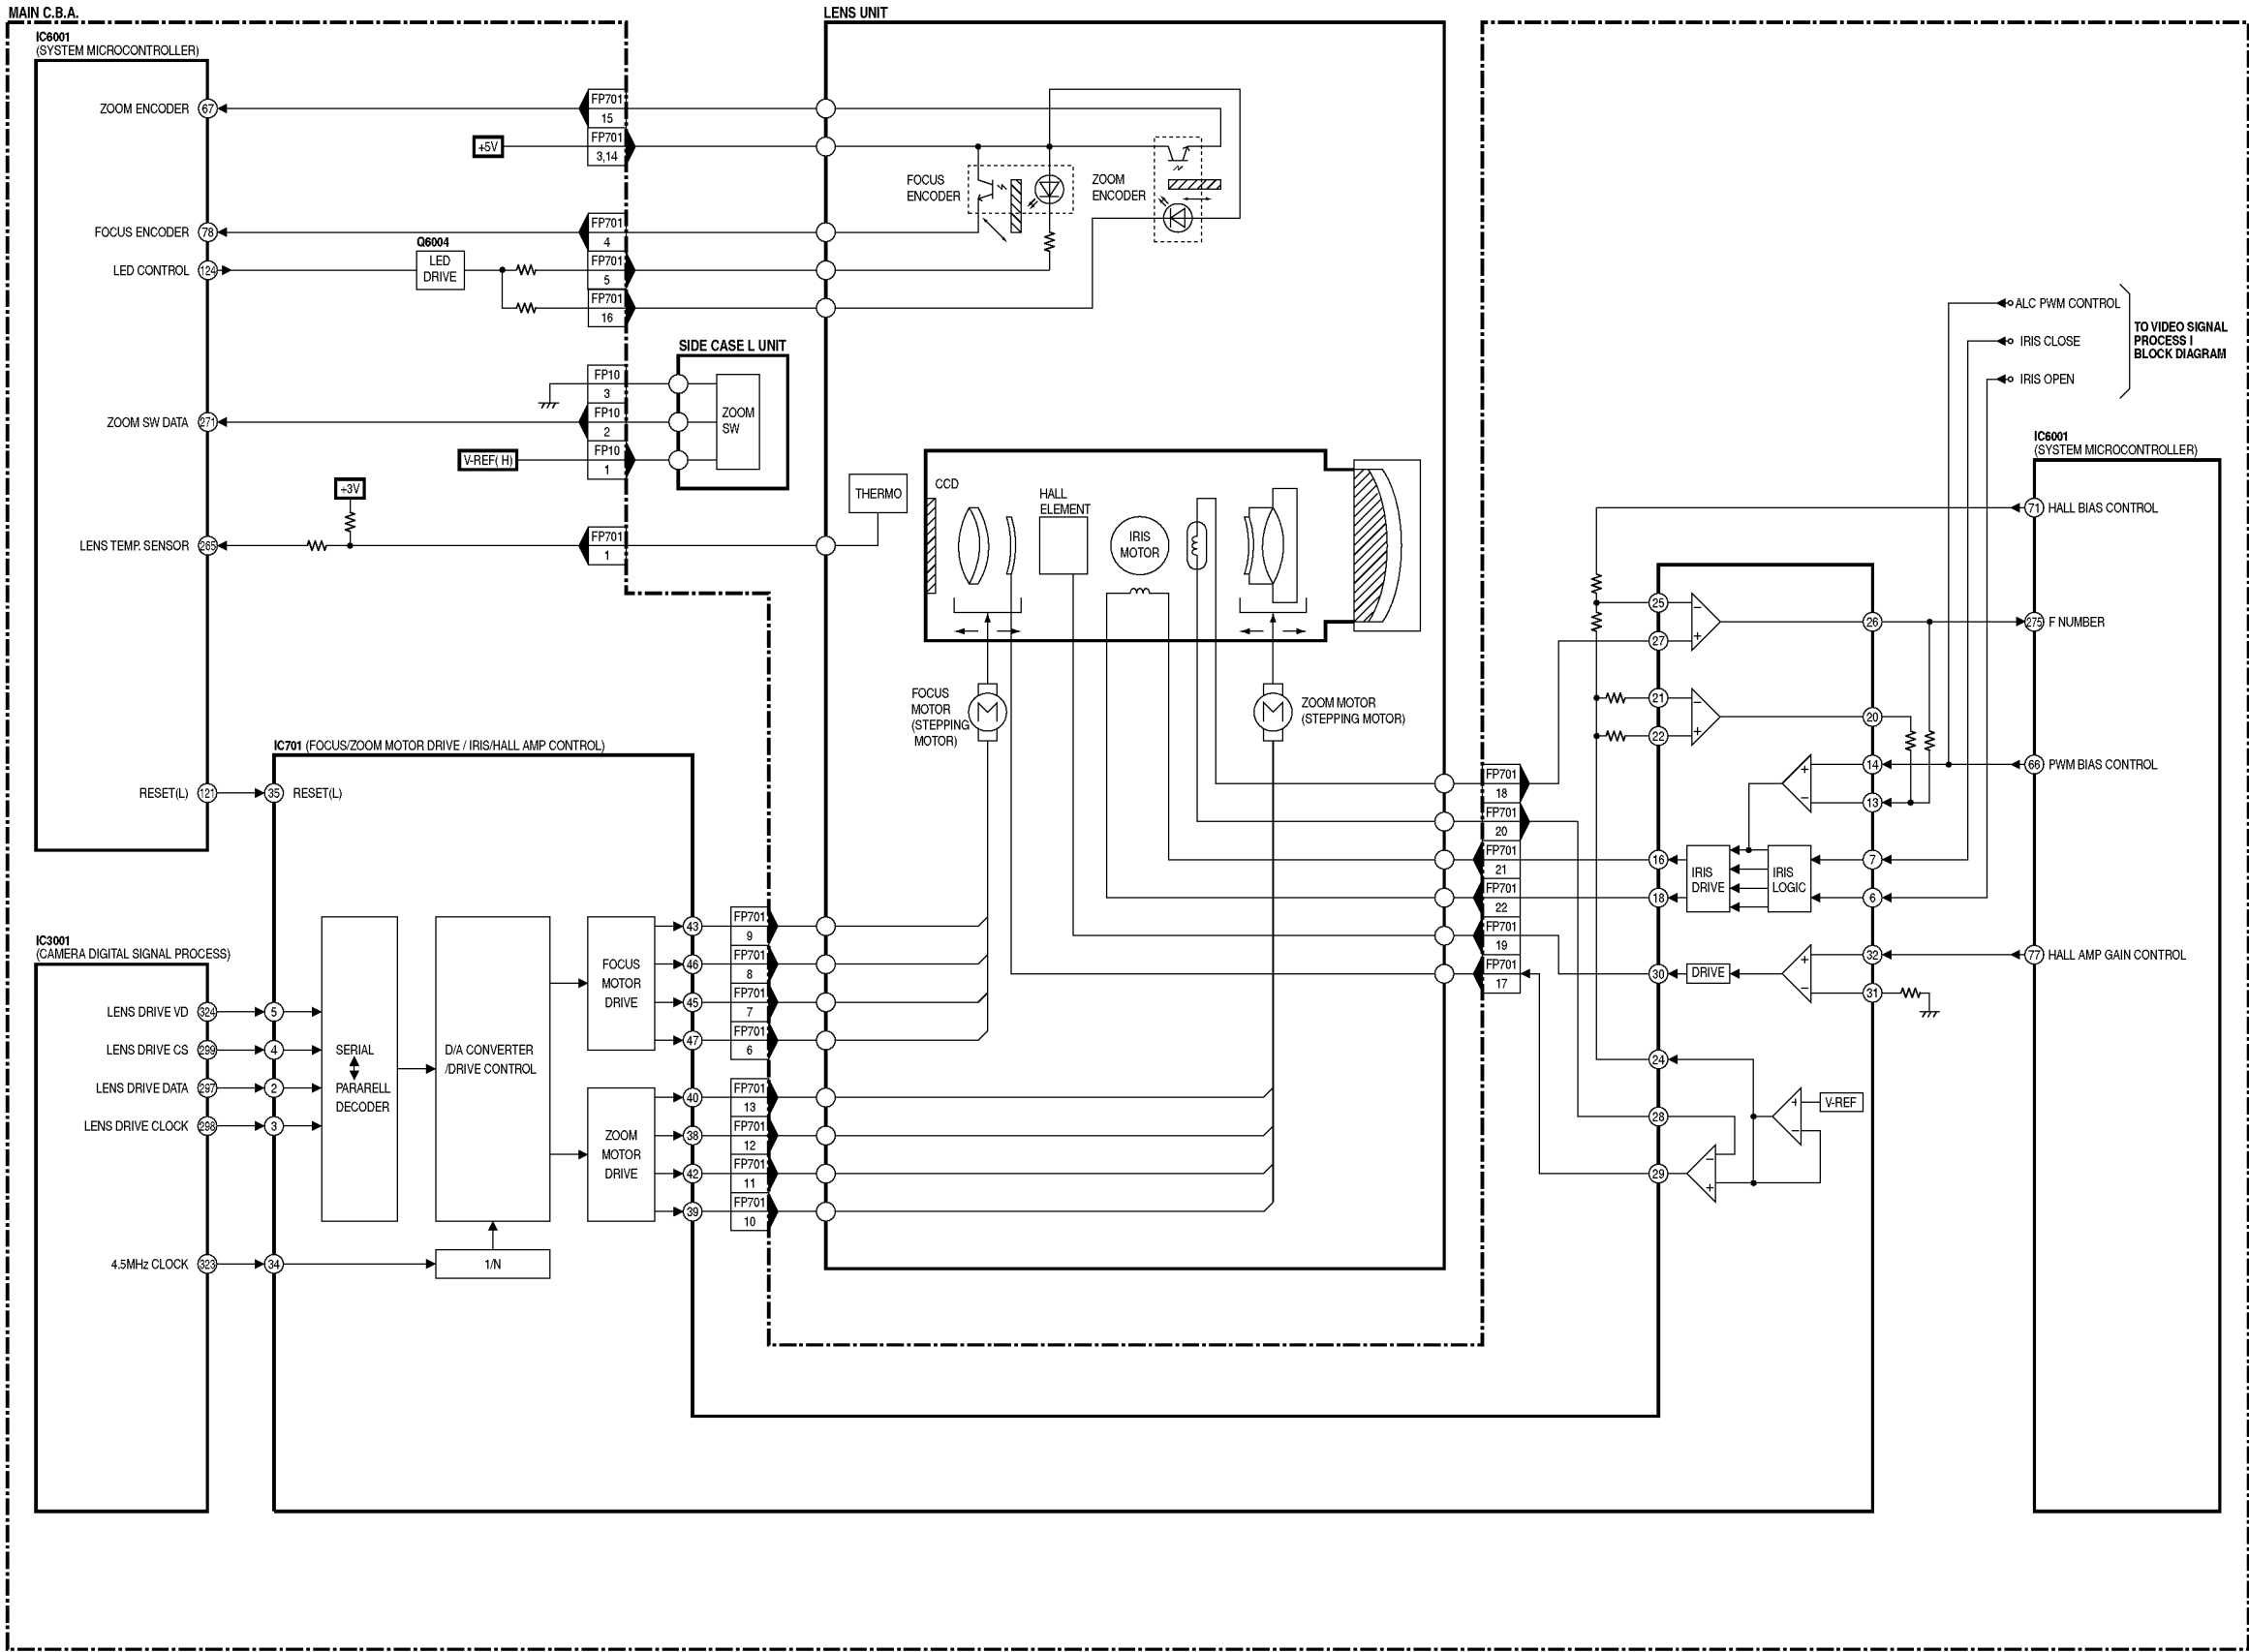 MAIN C.B.A.
IC6001
(SYSTEM MICROCONTROLLER)
ZOOM ENCODER 67
FP701
15
+5V
FP701
3,14
FOCUS ENCODER 78
FP701
4
LED CONTROL 124
Q6004
LED
DRIVE
FP701
5
FP701
16
FP10
3
ZOOM SW DATA 271
FP10
2
V-REF( H)
FP10
1
SIDE CASE L UNIT
ZOOM
SW
+3V
LENS TEMP. SENSOR 265
FP701
1
RESET(L) 121
35 RESET(L)
IC701 (FOCUS/ZOOM MOTOR DRIVE / IRIS/HALL AMP CONTROL)
IC3001
(CAMERA DIGITAL SIGNAL PROCESS)
LENS DRIVE VD 324 5
LENS DRIVE CS 299 4
LENS DRIVE DATA 297 2
LENS DRIVE CLOCK 298 3
4.5MHz CLOCK 323 34
SERIAL
PARARELL
DECODER
D/A CONVERTER
/DRIVE CONTROL
1/N
FOCUS
MOTOR
DRIVE
ZOOM
MOTOR
DRIVE
43
FP701
9
46
FP701
8
45
FP701
7
47
FP701
6
40
FP701
13
38
FP701
12
42
FP701
11
39
FP701
10
LENS UNIT
FOCUS
ENCODER
ZOOM
ENCODER
THERMO
CCD
HALL
ELEMENT
IRIS
MOTOR
FOCUS
MOTOR
(STEPPING
MOTOR)
ZOOM MOTOR
(STEPPING MOTOR)
FP701
18
FP701
20
FP701
21
FP701
22
FP701
19
FP701
17
ALC PWM CONTROL
IRIS CLOSE
IRIS OPEN
TO VIDEO SIGNAL
PROCESS I
BLOCK DIAGRAM
IC6001
(SYSTEM MICROCONTROLLER)
71 HALL BIAS CONTROL
275 F NUMBER
66 PWM BIAS CONTROL
77 HALL AMP GAIN CONTROL
25
−
26
27
+
21
−
20
22
+
+
14
−
13
16
18
IRIS
DRIVE
IRIS
LOGIC
7
6
30
DRIVE
+
32
−
31
24
28
29
+
V-REF
−
−
+